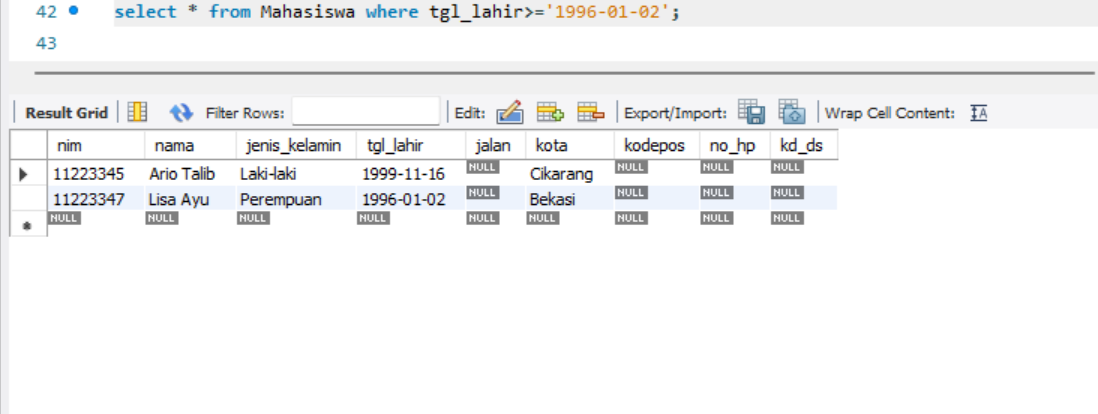 42 select * from Mahasiswa where tgl_lahir>='1996-01-02';
43
Result Grid Filter Rows: Edit: Export/Import: Wrap Cell Content: IA
nim nama jenis_kelamin tgl_lahir jalan kota kodepos no_hp kd_ds
11223345 Ario Talib Laki-laki 1999-11-16 NULL Cikarang NULL NULL NULL
11223347 Lisa Ayu Perempuan 1996-01-02 NULL Bekasi NULL NULL NULL
NULL NULL NULL NULL NULL NULL NULL NULL NULL